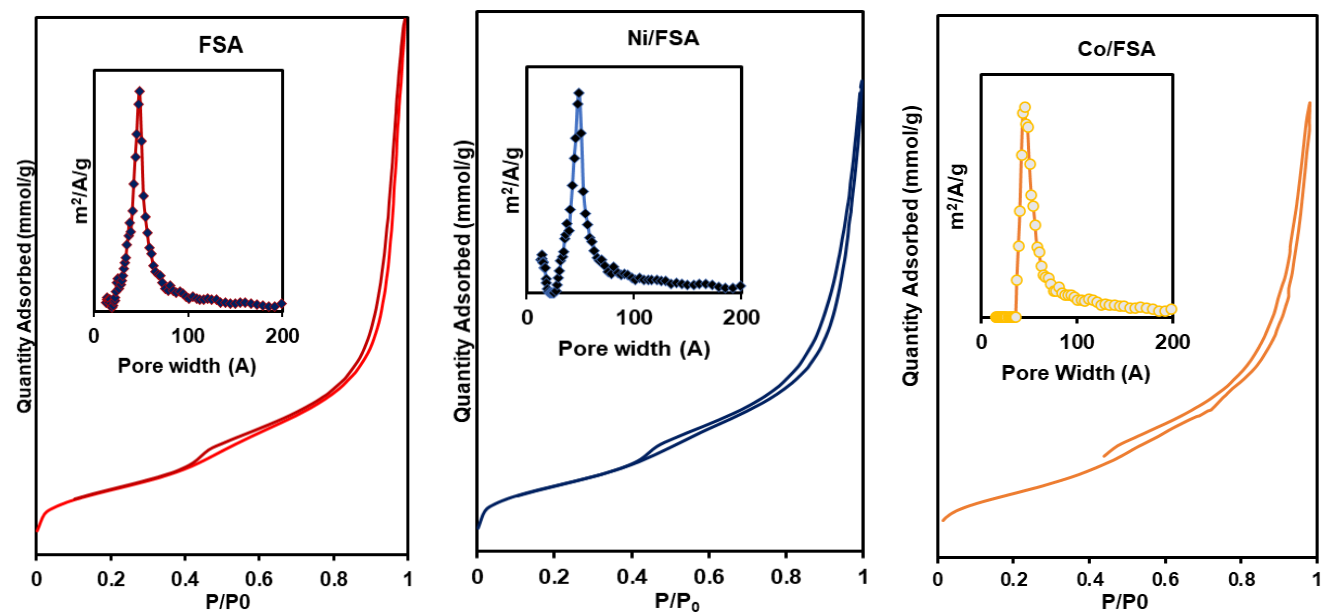 FSA
Quantity Adsorbed (mmol/g)
m²/A/g
0 100 200
Pore width (A)
0 0.2 0.4 0.6 0.8 1
P/P0
Ni/FSA
Quantity Adsorbed (mmol/g)
m²/A/g
0 100 200
Pore width (A)
0 0.2 0.4 0.6 0.8 1
P/P₀
Co/FSA
Quantity Adsorbed (mmol/g)
m²/A/g
0 100 200
Pore Width (A)
0 0.2 0.4 0.6 0.8 1
P/P0